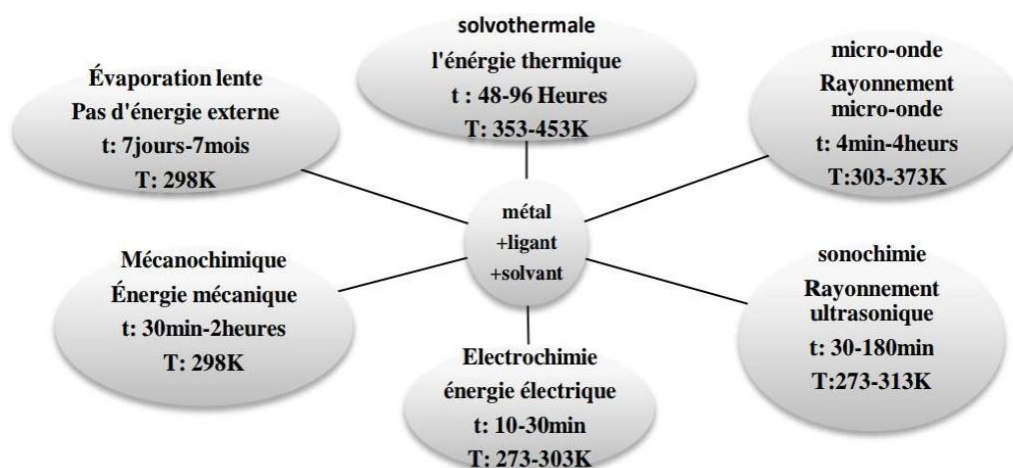 solvothermale
l'énérgie thermique
t : 48-96 Heures
T: 353-453K
Évaporation lente
Pas d'énergie externe
t: 7jours-7mois
T: 298K
micro-onde
Rayonnement
micro-onde
t: 4min-4heurs
T:303-373K
métal
+ligant
+solvant
Mécanochimique
Énergie mécanique
t: 30min-2heures
T: 298K
sonochimie
Rayonnement
ultrasonique
t: 30-180min
T:273-313K
Electrochimie
énergie électrique
t: 10-30min
T: 273-303K